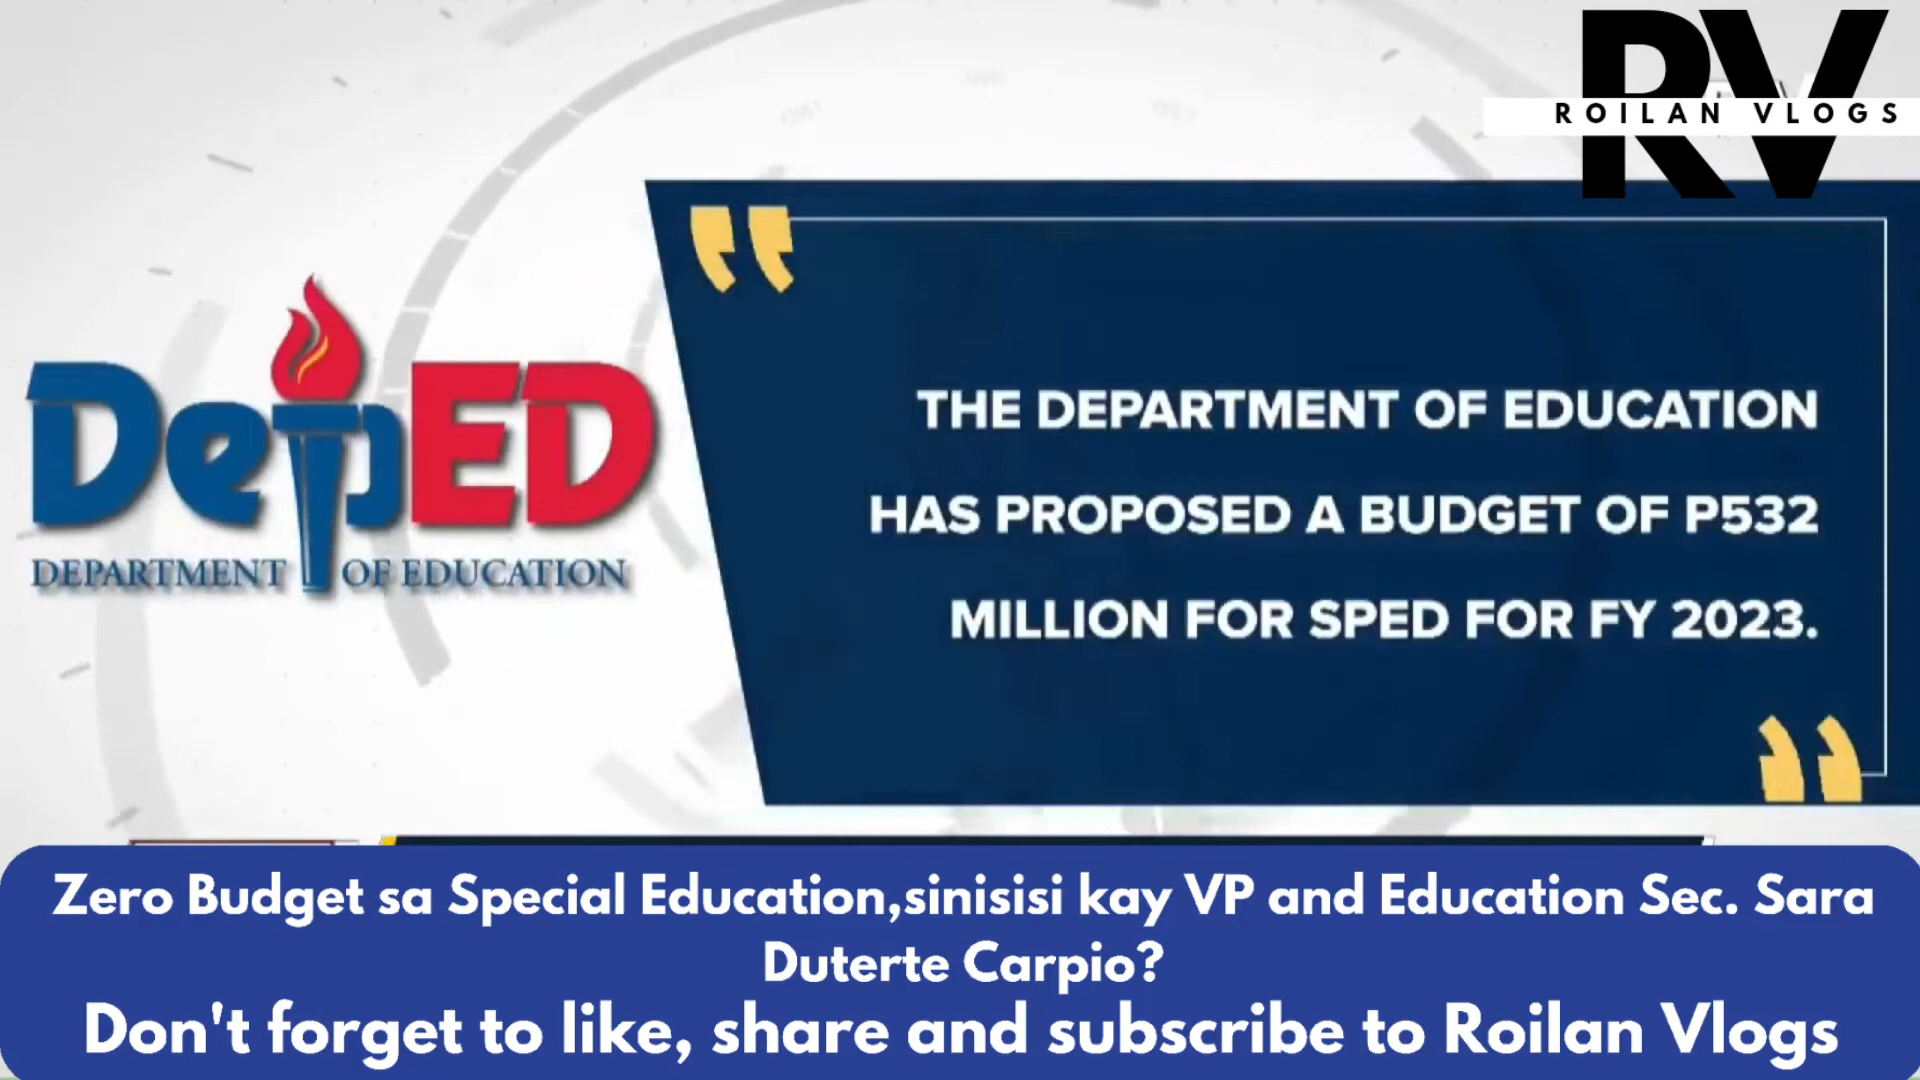 RV
ROILAN VLOGS
DepED
DEPARTMENT OF EDUCATION
THE DEPARTMENT OF EDUCATION
HAS PROPOSED A BUDGET OF P532
MILLION FOR SPED FOR FY 2023.
Zero Budget sa Special Education,sinisisi kay VP and Education Sec. Sara
Duterte Carpio?
Don't forget to like, share and subscribe to Roilan Vlogs